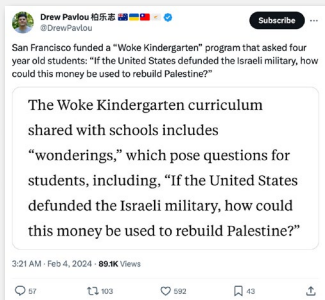 Drew Pavlou 柏乐志
@DrewPavlou
Subscribe
San Francisco funded a “Woke Kindergarten” program that asked four
year old students: “If the United States defunded the Israeli military, how
could this money be used to rebuild Palestine?”
The Woke Kindergarten curriculum
shared with schools includes
“wonderings,” which pose questions for
students, including, “If the United States
defunded the Israeli military, how could
this money be used to rebuild Palestine?”
3:21 AM · Feb 4, 2024 · 89.1K Views
57 103 592 43